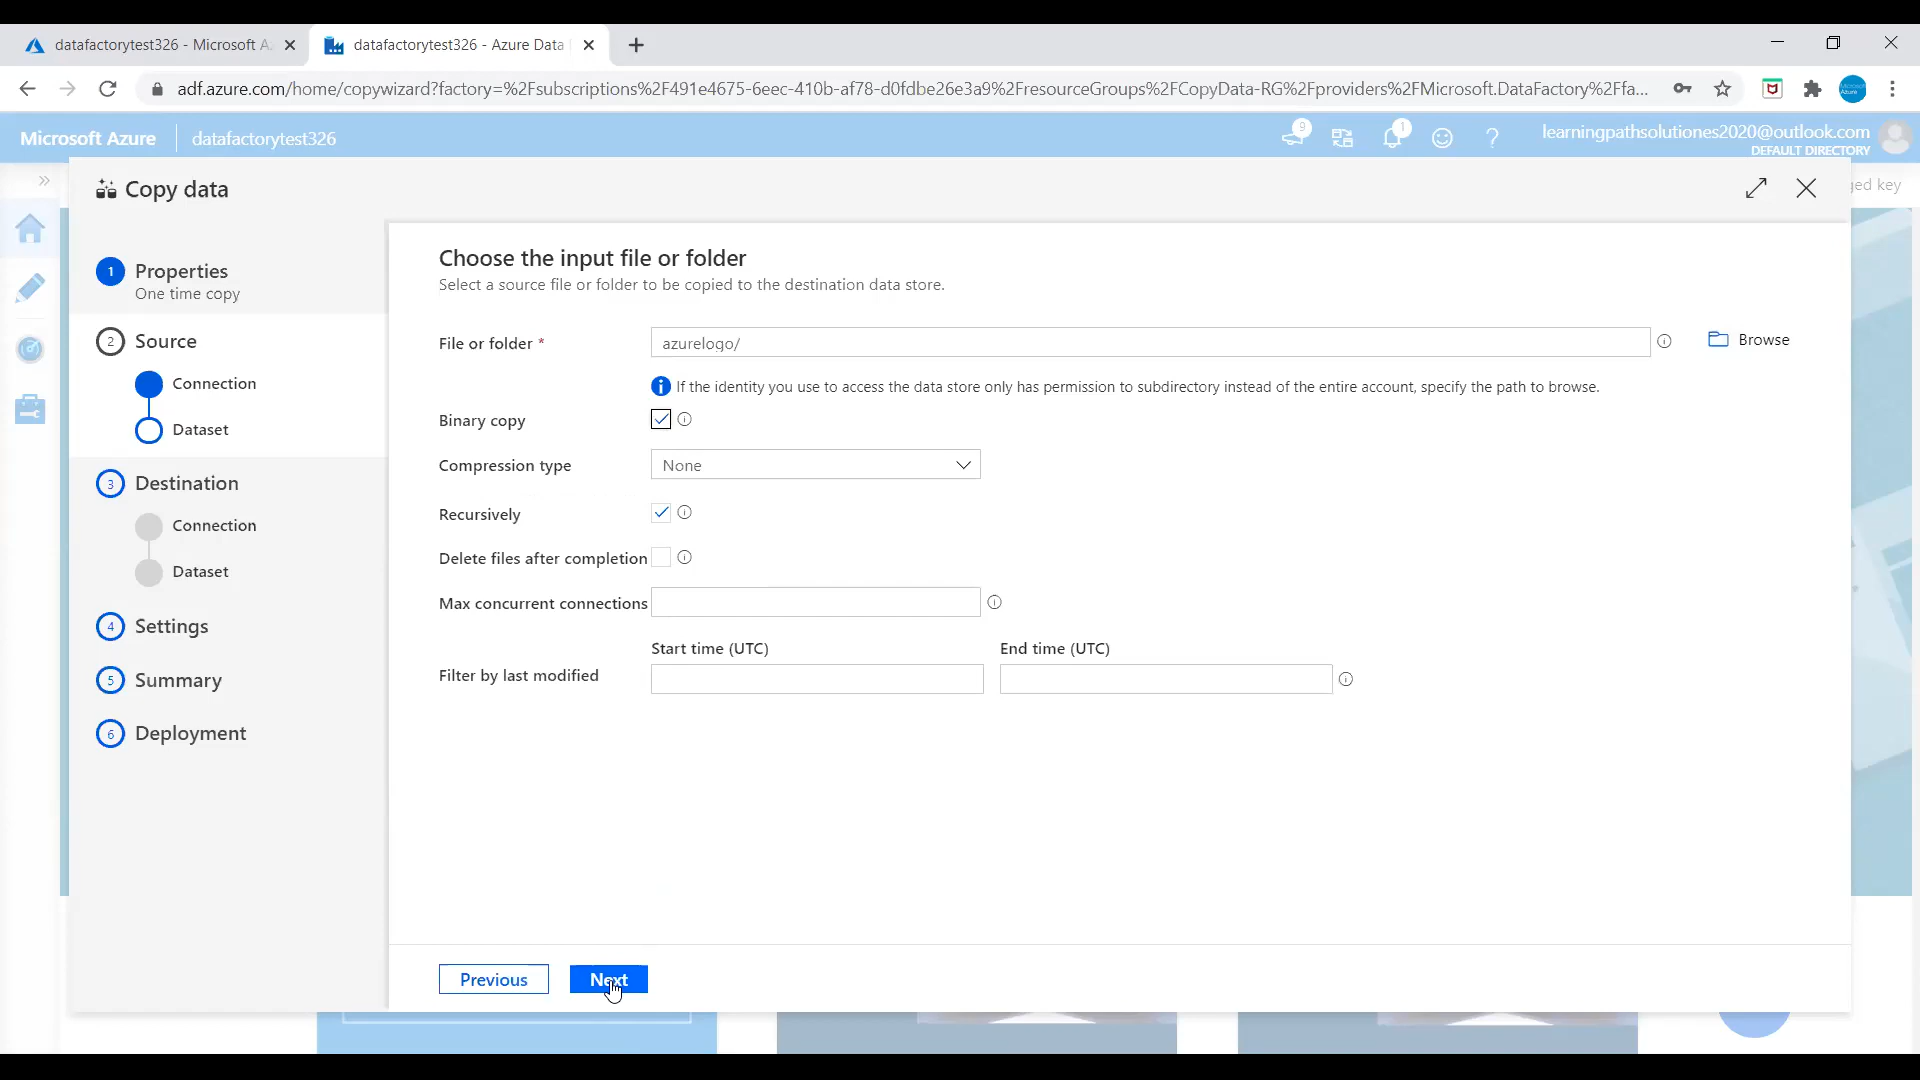 datafactorytest326 - Microsoft A
datafactorytest326 - Azure Data
adf.azure.com/home/copywizard?factory=%2Fsubscriptions%2F491e4675-6eec-410b-af78-d0fdbe26e3a9%2FresourceGroups%2FCopyData-RG%2Fproviders%2FMicrosoft.DataFactory%2Ffa...
Microsoft Azure
datafactorytest326
9
1
learningpathsolutiones2020@outlook.com
DEFAULT DIRECTORY
Copy data
ged key
1 Properties
One time copy
2 Source
Connection
Dataset
3 Destination
Connection
Dataset
4 Settings
5 Summary
6 Deployment
Choose the input file or folder
Select a source file or folder to be copied to the destination data store.
File or folder *
azurelogo/
Browse
If the identity you use to access the data store only has permission to subdirectory instead of the entire account, specify the path to browse.
Binary copy
Compression type
None
Recursively
Delete files after completion
Max concurrent connections
Start time (UTC)
End time (UTC)
Filter by last modified
Previous
Next